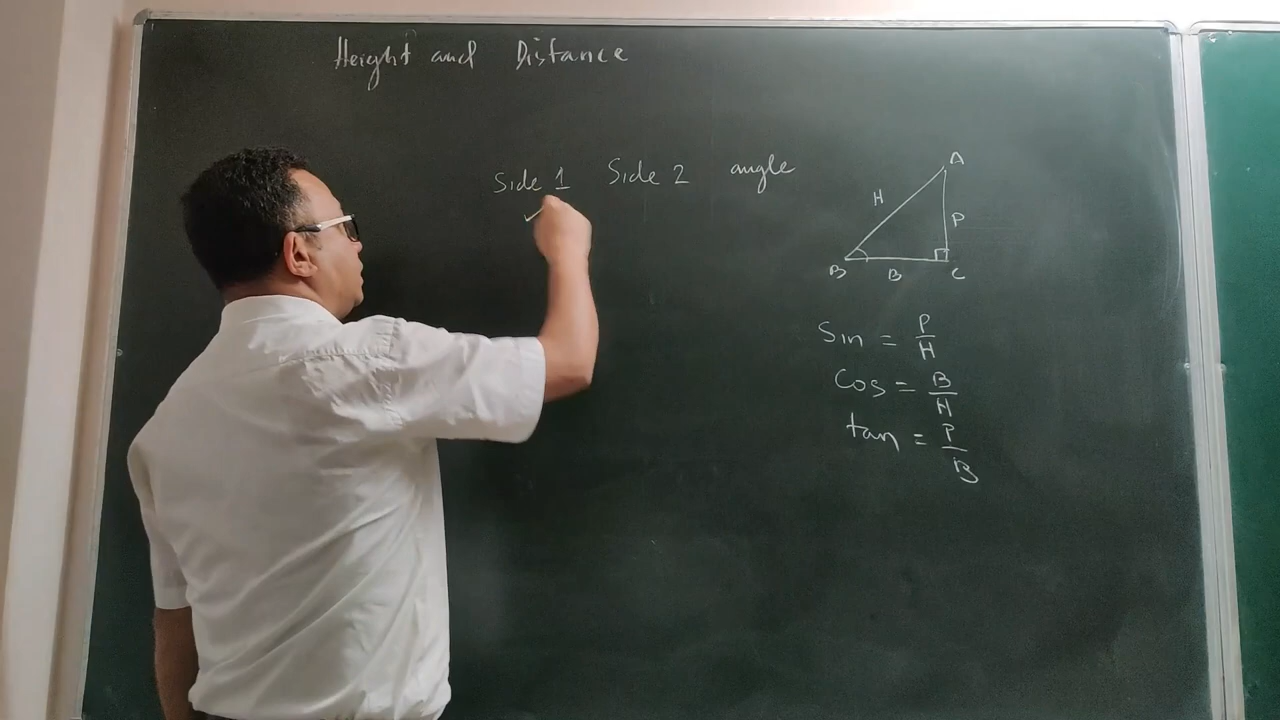 Height and Distance
Side 1 Side 2 angle
A
H
P
B B C
Sin = P/H
Cos = B/H
tan = P/B